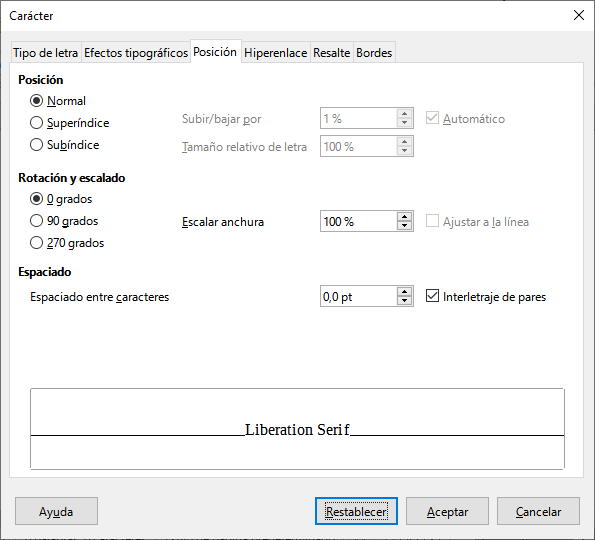 Carácter
Tipo de letra Efectos tipográficos Posición Hiperenlace Resalte Bordes
Posición
Normal
Superíndice
Subir/bajar por 1 % Automático
Subíndice
Tamaño relativo de letra 100 %
Rotación y escalado
0 grados
90 grados
Escalar anchura 100 % Ajustar a la línea
270 grados
Espaciado
Espaciado entre caracteres 0,0 pt Interletraje de pares
Liberation Serif
Ayuda Restablecer Aceptar Cancelar